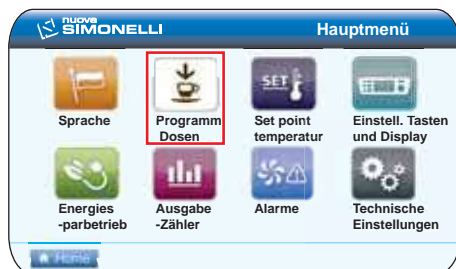 nuova
SIMONELLI
Hauptmenü
SET
Sprache
Programm
Dosen
Set point
temperatur
Einstell. Tasten
und Display
Energies
-parbetrieb
Ausgabe
-Zähler
Alarme
Technische
Einstellungen
Home